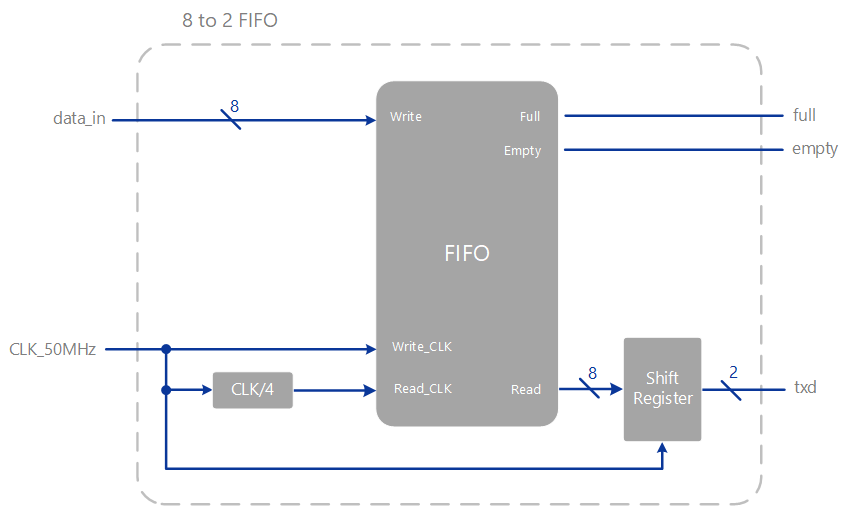 8 to 2 FIFO
data_in
8
Write
Full
full
Empty
empty
FIFO
CLK_50MHz
Write_CLK
CLK/4
Read_CLK
Read
8
Shift
Register
2
txd